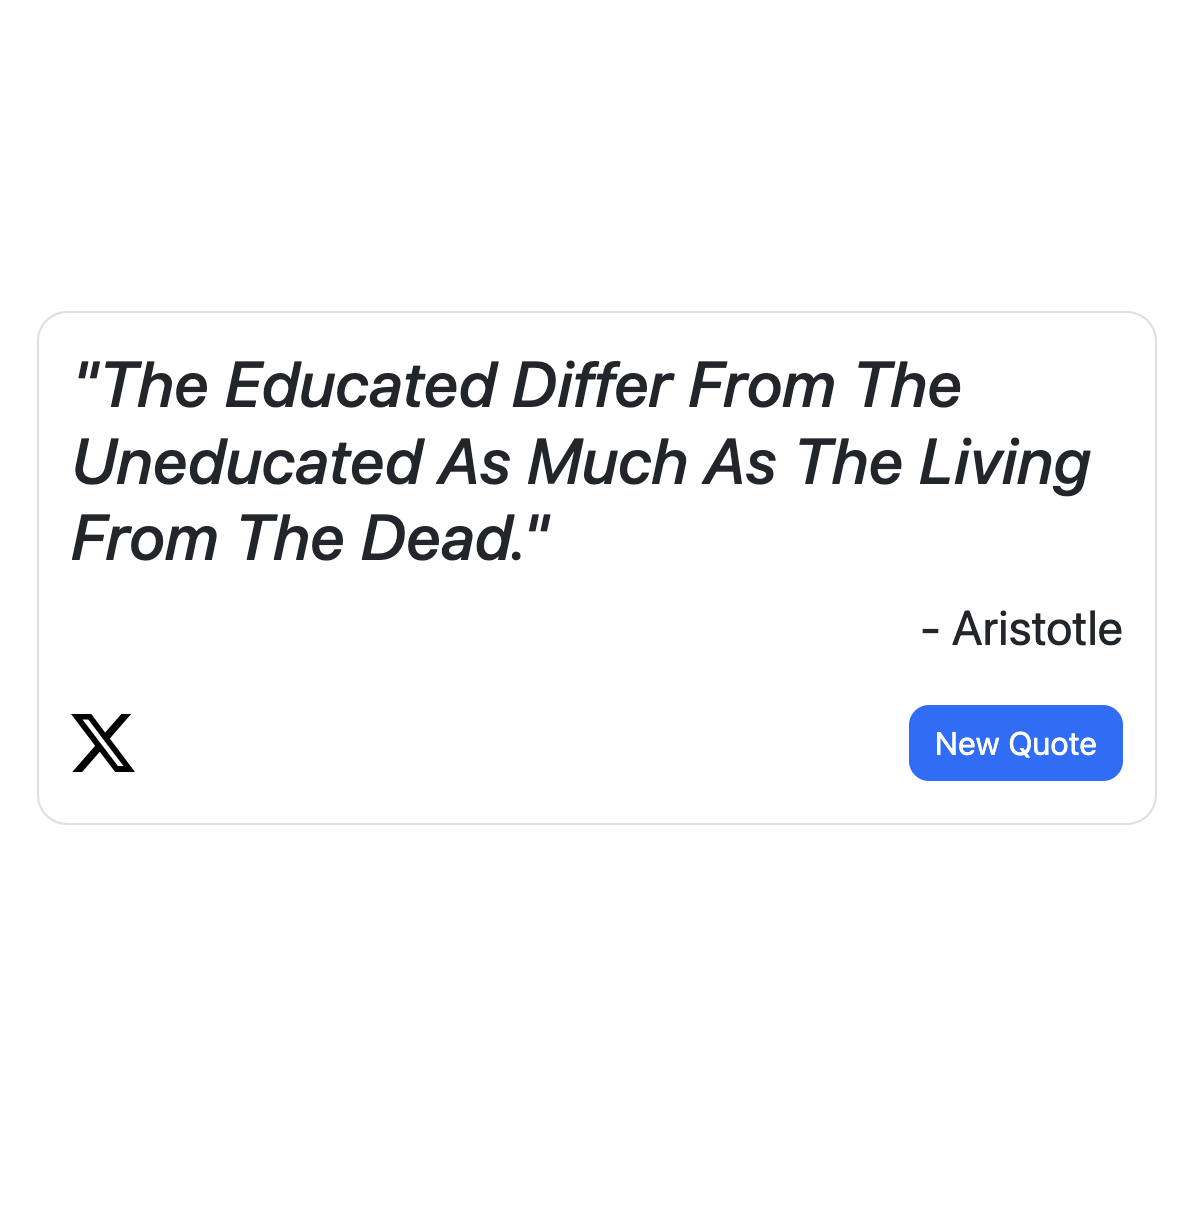 "The Educated Differ From The
Uneducated As Much As The Living
From The Dead."
- Aristotle
New Quote